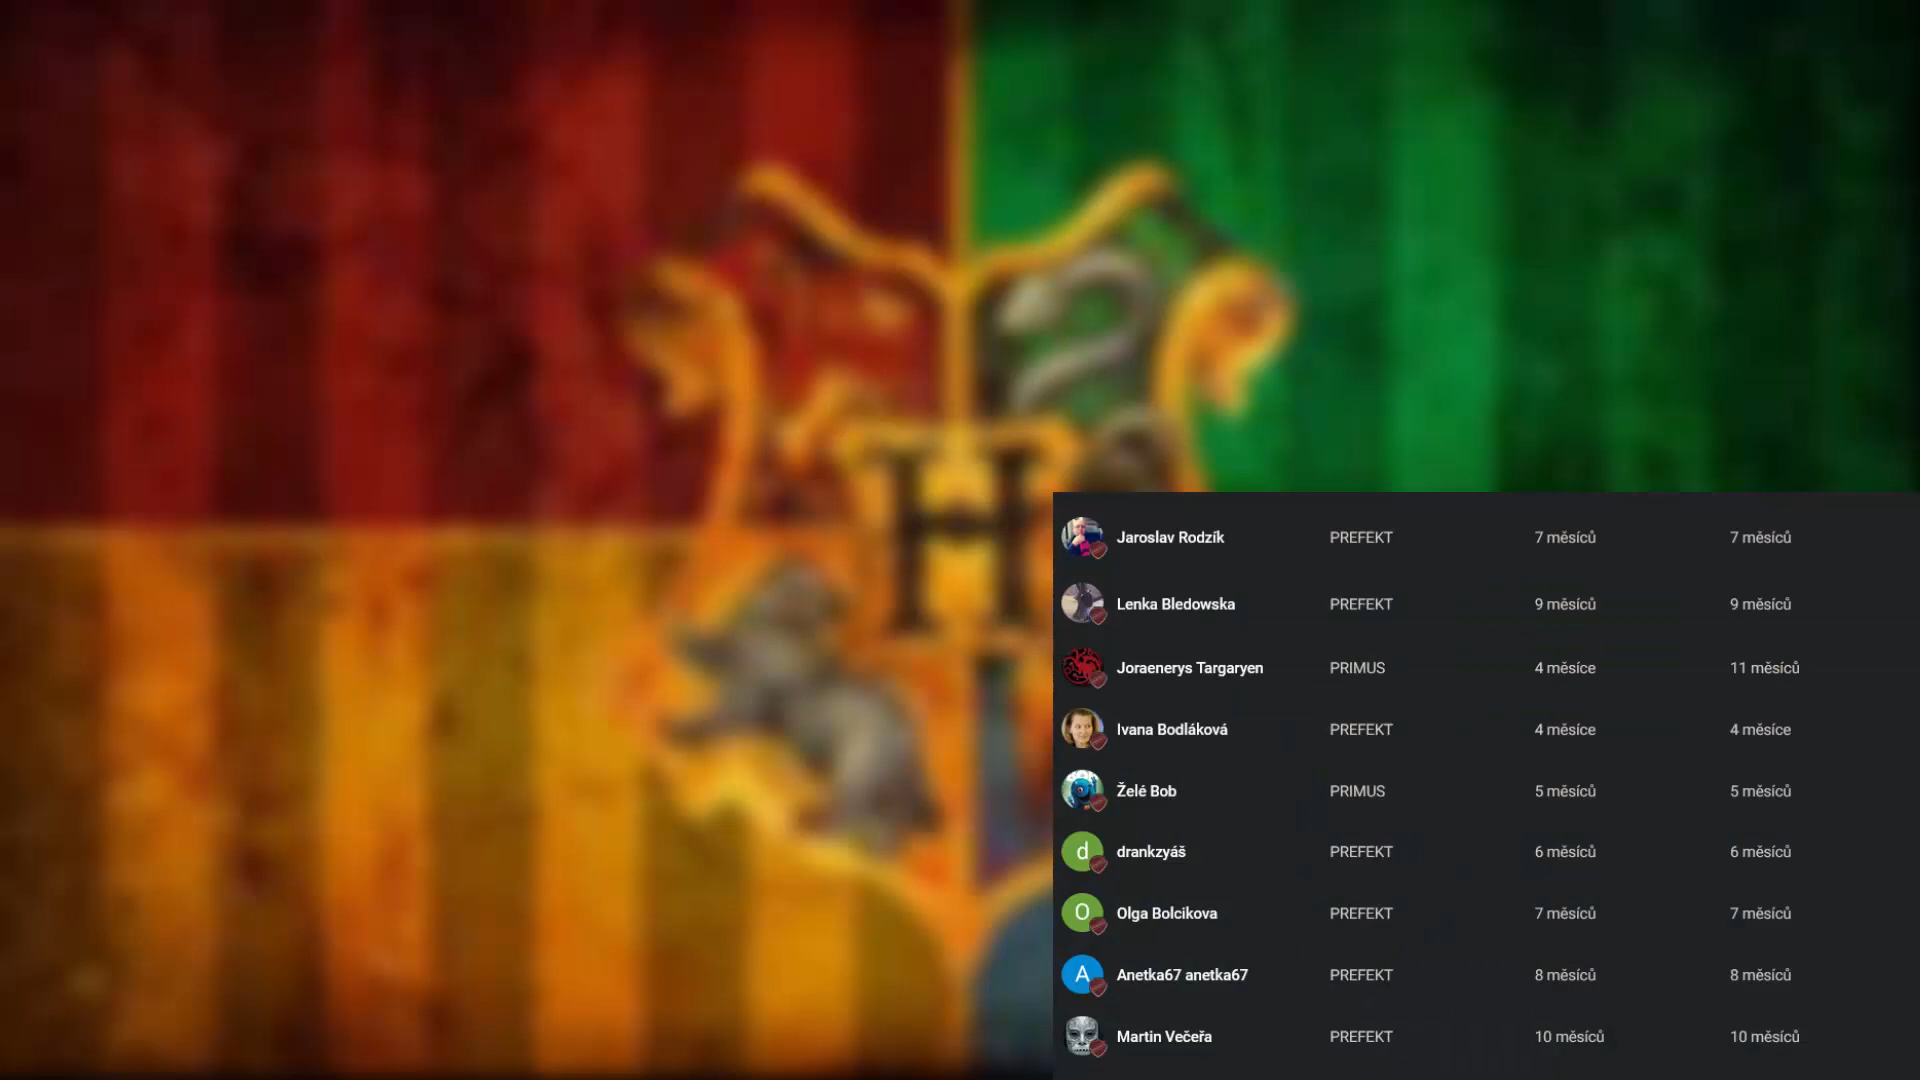 H
Jaroslav Rodzík PREFEKT 7 měsíců 7 měsíců
Lenka Bledowska PREFEKT 9 měsíců 9 měsíců
Joraenerys Targaryen PRIMUS 4 měsíce 11 měsíců
Ivana Bodláková PREFEKT 4 měsíce 4 měsíce
Želé Bob PRIMUS 5 měsíců 5 měsíců
d drankzyáš PREFEKT 6 měsíců 6 měsíců
O Olga Bolcikova PREFEKT 7 měsíců 7 měsíců
A Anetka67 anetka67 PREFEKT 8 měsíců 8 měsíců
Martin Večeřa PREFEKT 10 měsíců 10 měsíců